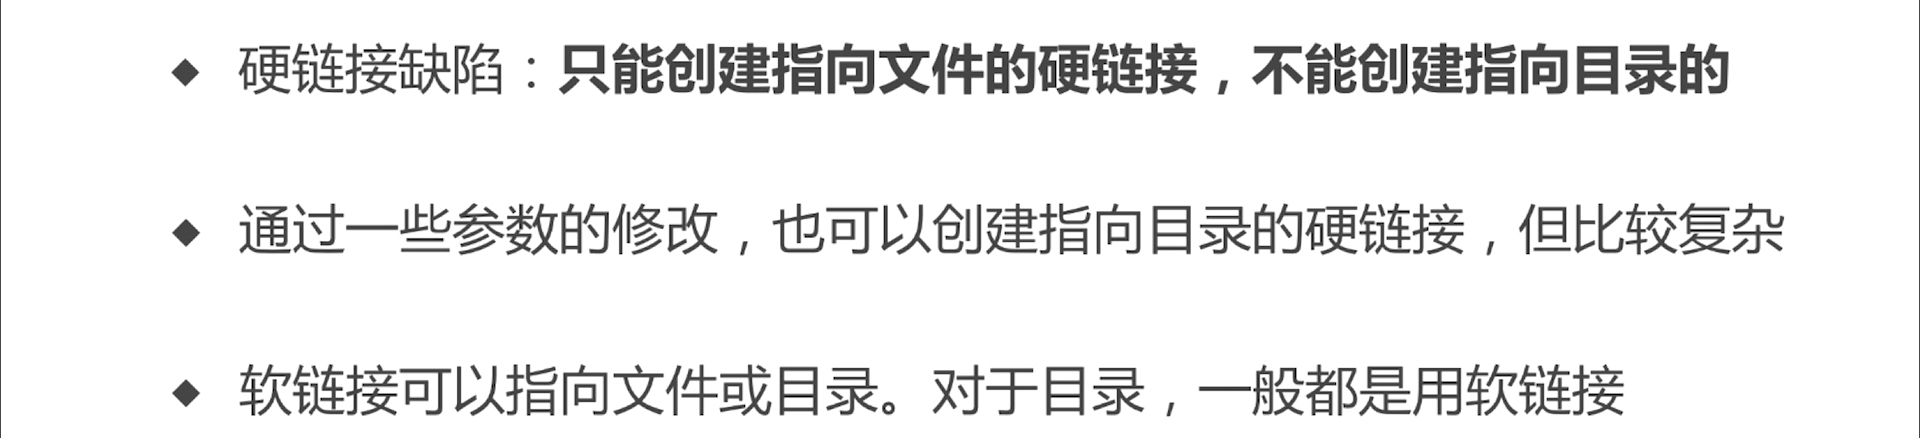 ◆ 硬链接缺陷：只能创建指向文件的硬链接，不能创建指向目录的
◆ 通过一些参数的修改，也可以创建指向目录的硬链接，但比较复杂
◆ 软链接可以指向文件或目录。对于目录，一般都是用软链接